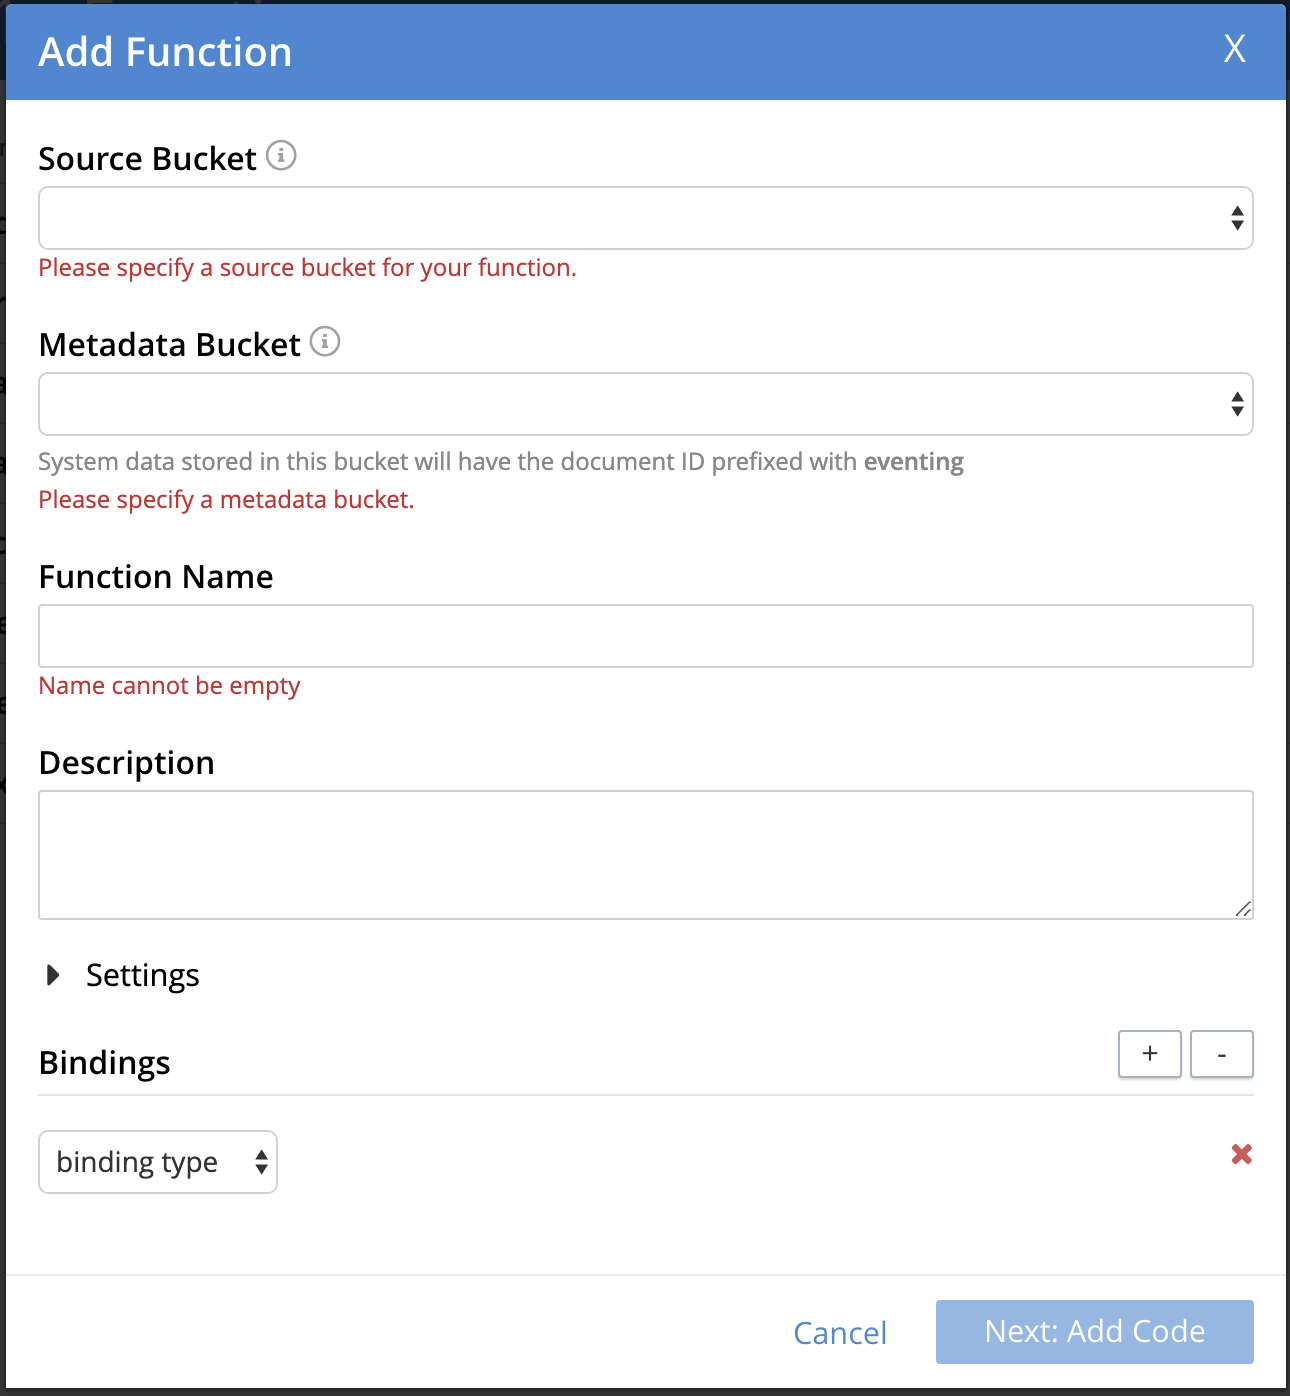 Add Function
X
Source Bucket
Please specify a source bucket for your function.
Metadata Bucket
System data stored in this bucket will have the document ID prefixed with eventing
Please specify a metadata bucket.
Function Name
Name cannot be empty
Description
Settings
Bindings
+ -
binding type
Cancel
Next: Add Code